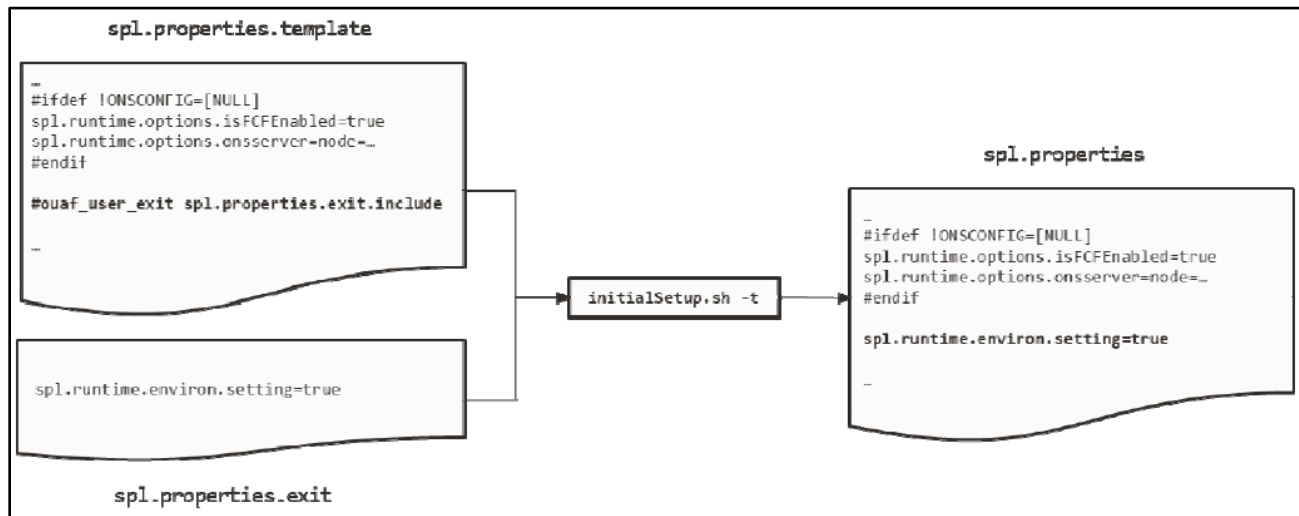 spl.properties.template
…
#ifdef !ONSCONFIG=[NULL]
spl.runtime.options.isFCFEnabled=true
spl.runtime.options.onsserver=node=…
#endif
#ouaf_user_exit spl.properties.exit.include
…
spl.runtime.environ.setting=true
spl.properties.exit
initialSetup.sh -t
spl.properties
…
#ifdef !ONSCONFIG=[NULL]
spl.runtime.options.isFCFEnabled=true
spl.runtime.options.onsserver=node=…
#endif
spl.runtime.environ.setting=true
…